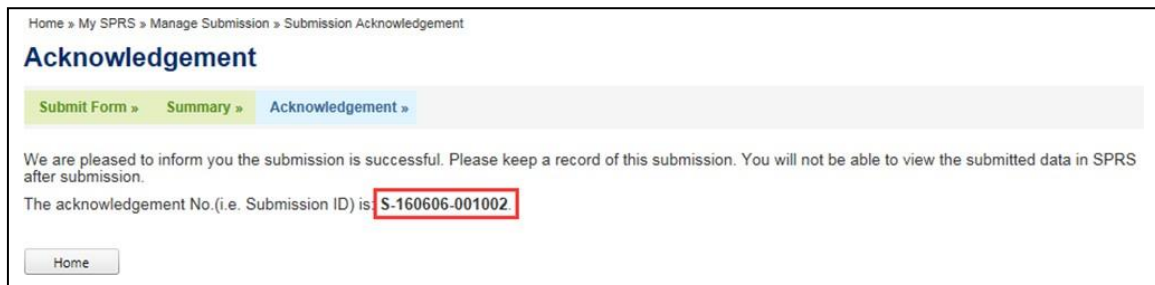 Home » My SPRS » Manage Submission » Submission Acknowledgement
Acknowledgement
Submit Form » Summary » Acknowledgement »
We are pleased to inform you the submission is successful. Please keep a record of this submission. You will not be able to view the submitted data in SPRS
after submission.
The acknowledgement No.(i.e. Submission ID) is: S-160606-001002.
Home